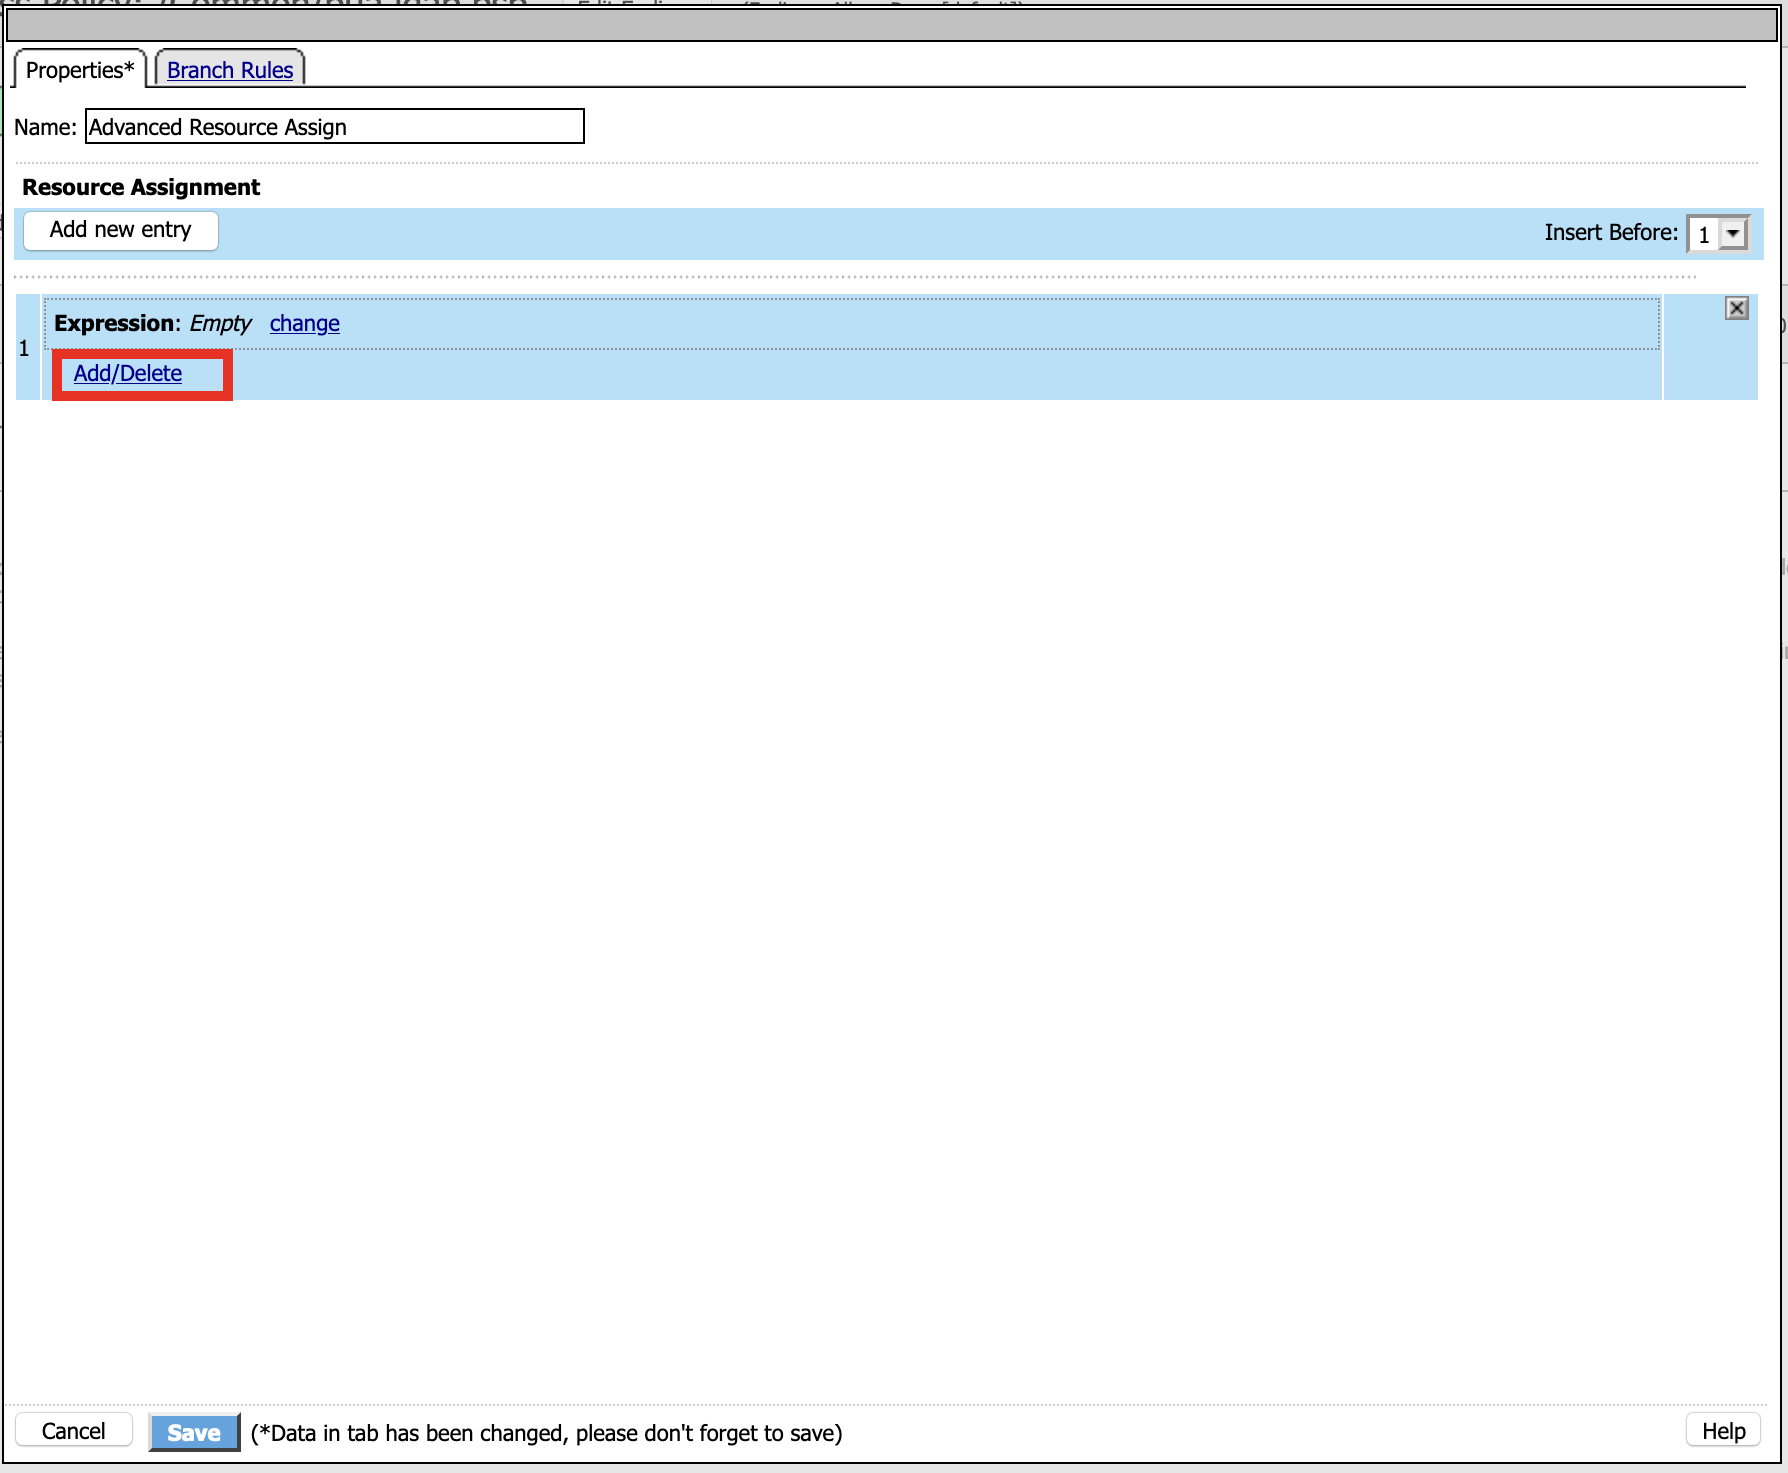 Properties* Branch Rules
Name: Advanced Resource Assign
Resource Assignment
Add new entry Insert Before: 1
Expression: Empty change
1
Add/Delete
Cancel Save (*Data in tab has been changed, please don't forget to save) Help